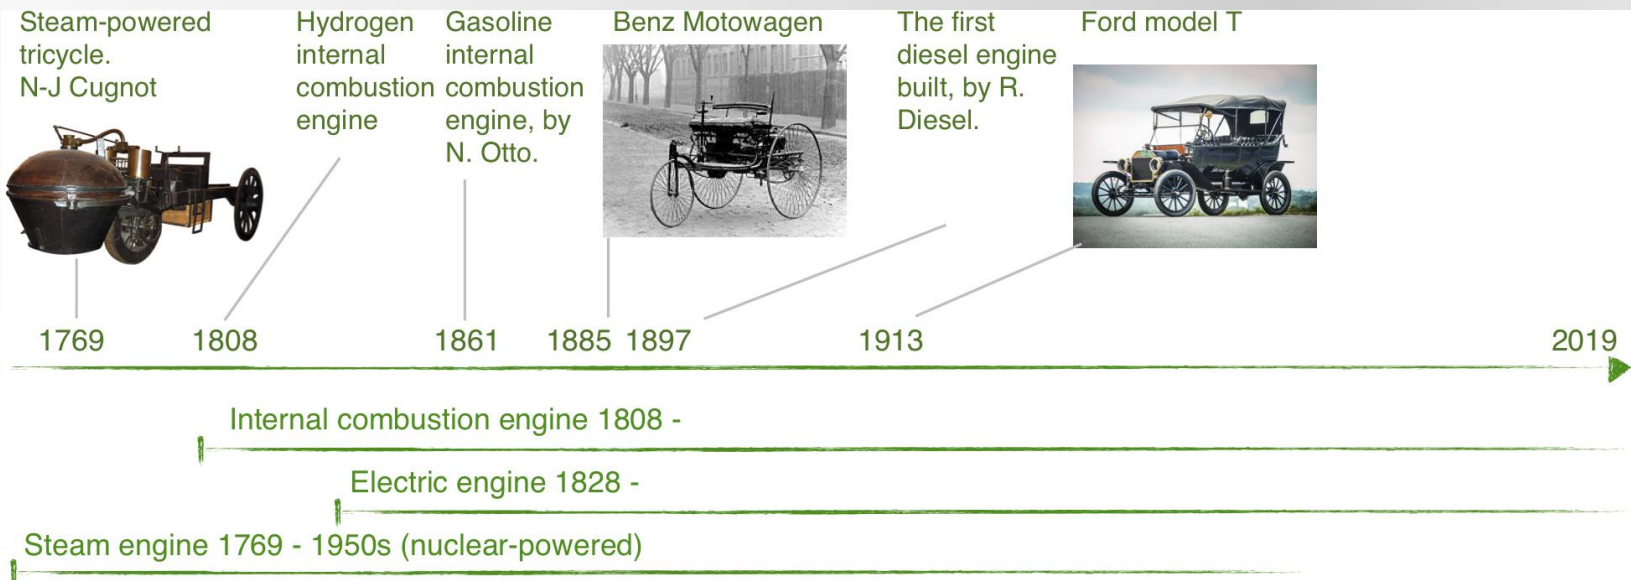 Steam-powered
tricycle.
N-J Cugnot
Hydrogen
internal
combustion
engine
Gasoline
internal
combustion
engine, by
N. Otto.
Benz Motowagen
The first
diesel engine
built, by R.
Diesel.
Ford model T
1769
1808
1861
1885
1897
1913
2019
Internal combustion engine 1808 -
Electric engine 1828 -
Steam engine 1769 - 1950s (nuclear-powered)